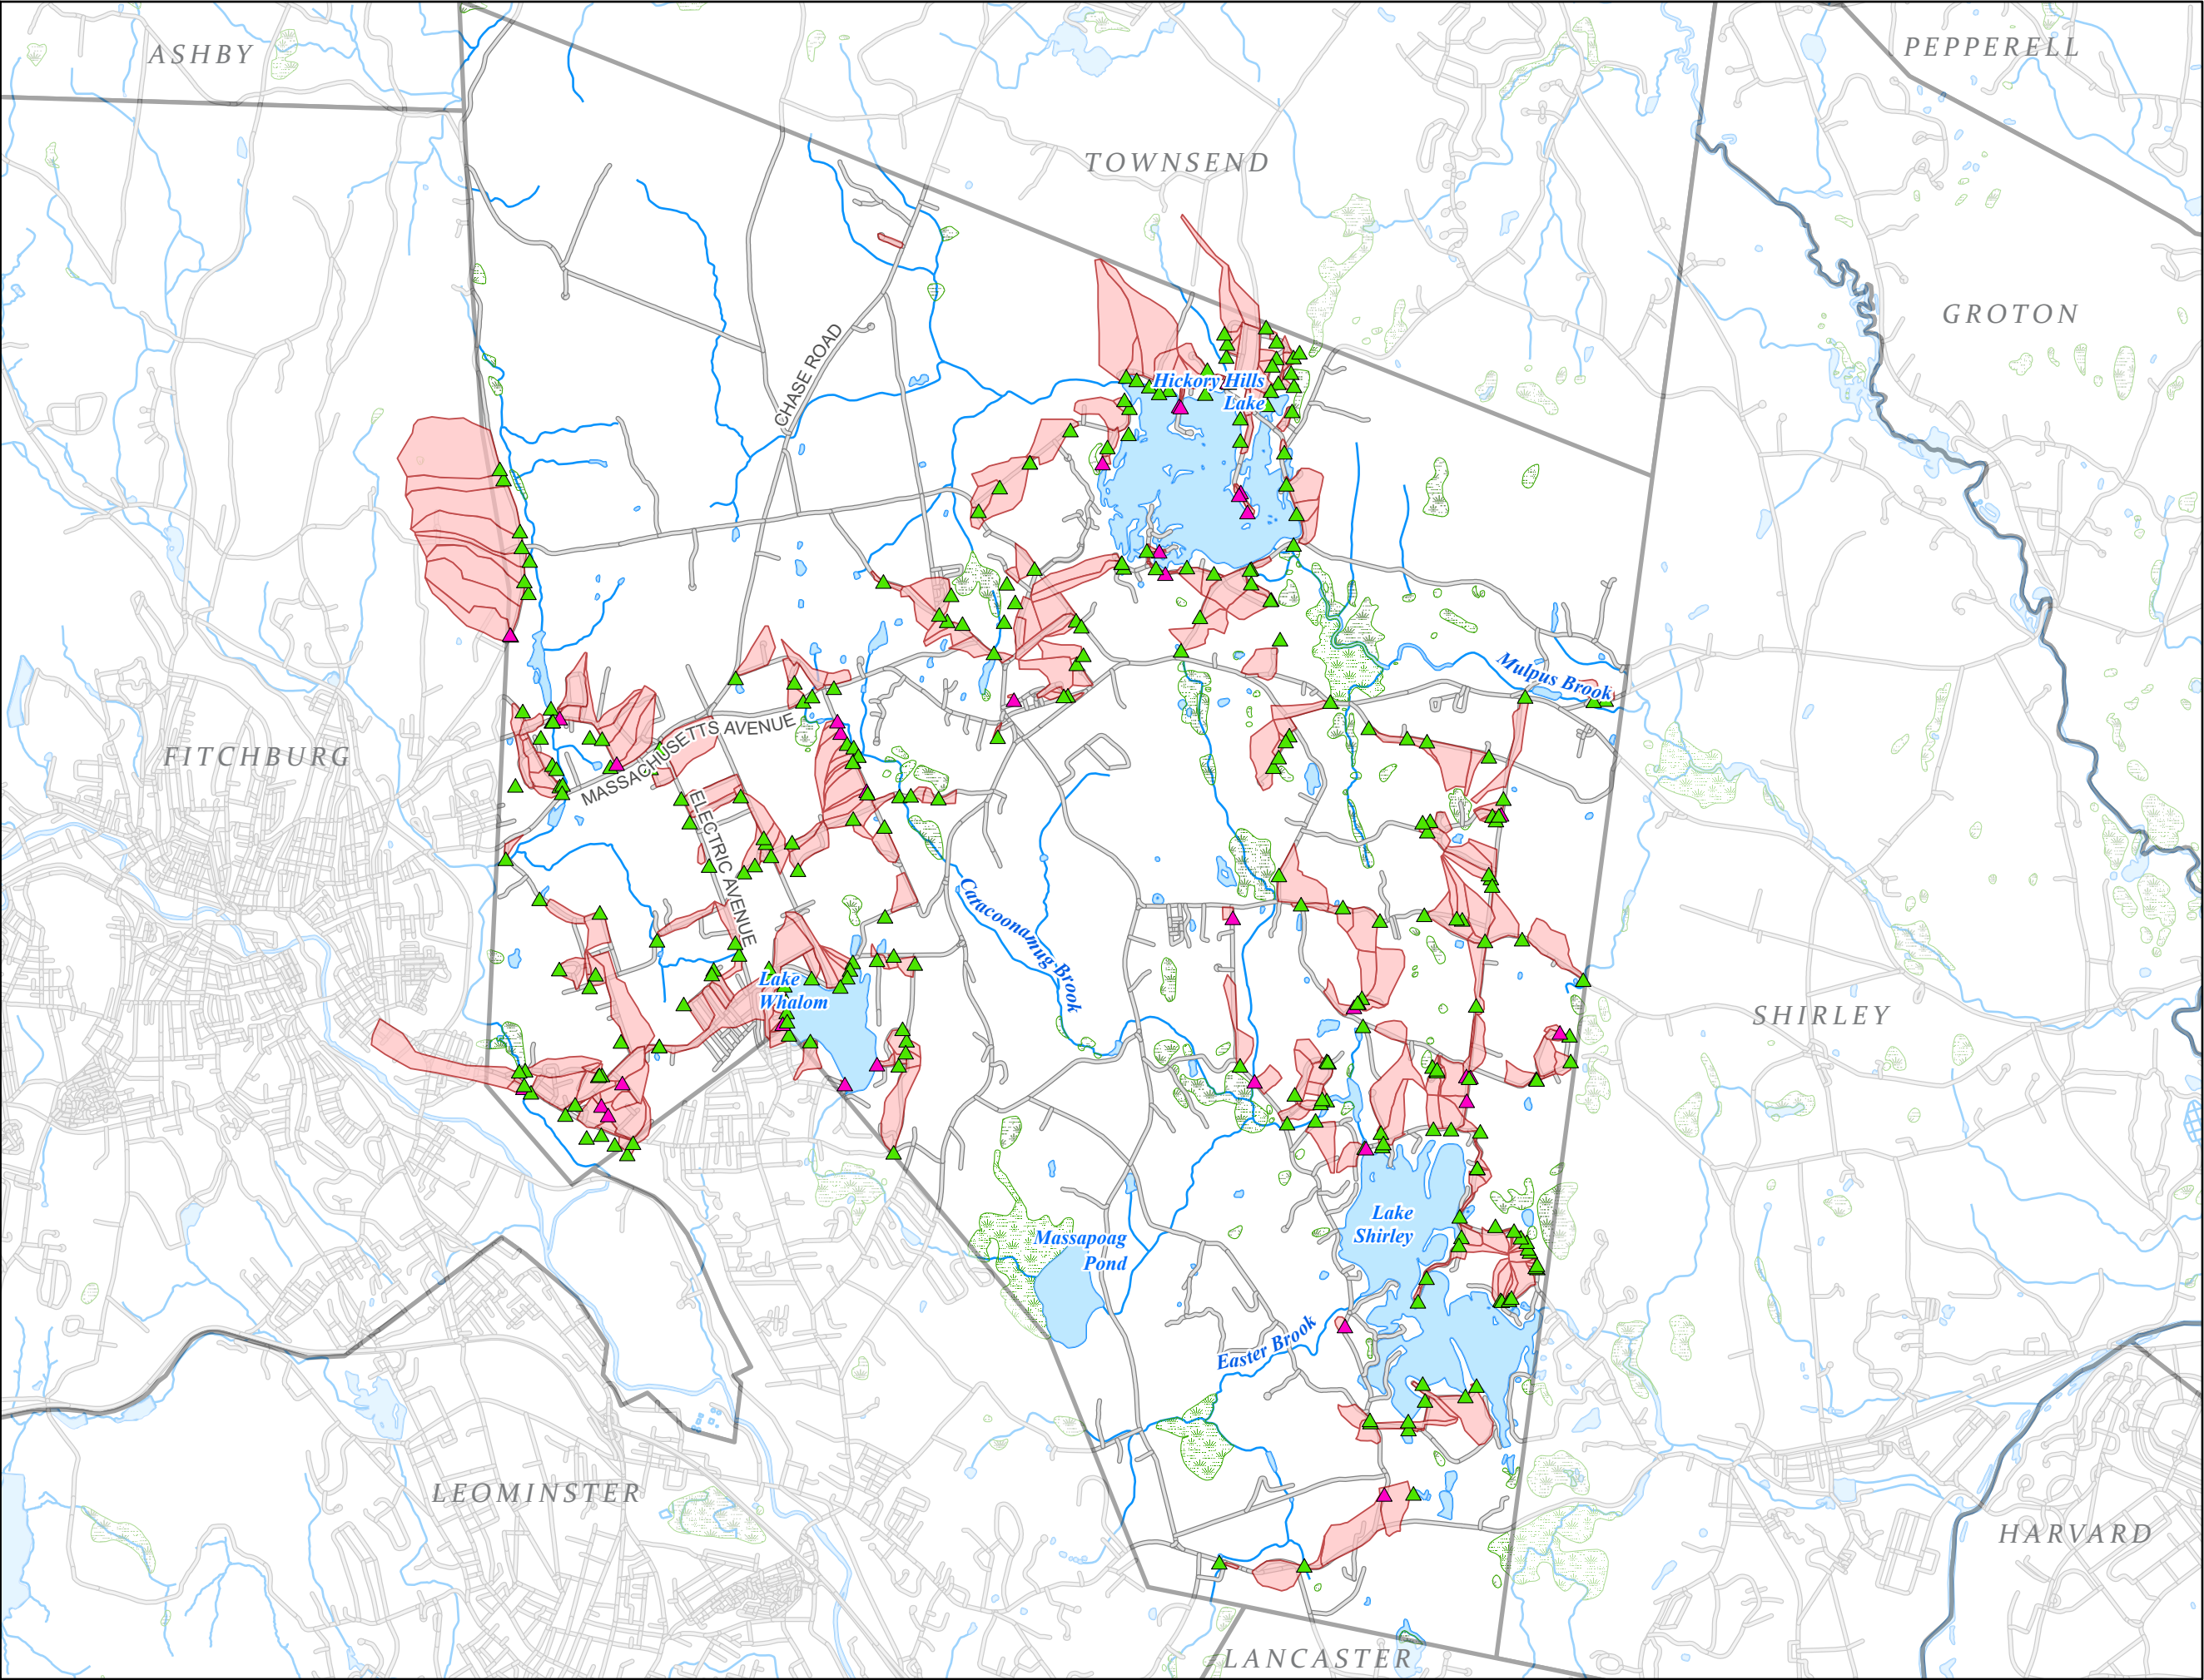 ASHBY
PEPPERELL
TOWNSEND
GROTON
CHASE ROAD
Hickory Hills
Lake
Mulpus Brook
FITCHBURG
MASSACHUSETTS AVENUE
ELECTRIC AVENUE
Caracoonamug Brook
Lake
Whalom
SHIRLEY
Lake
Shirley
Massapoag
Pond
Easter Brook
LEOMINSTER
HARVARD
LANCASTER